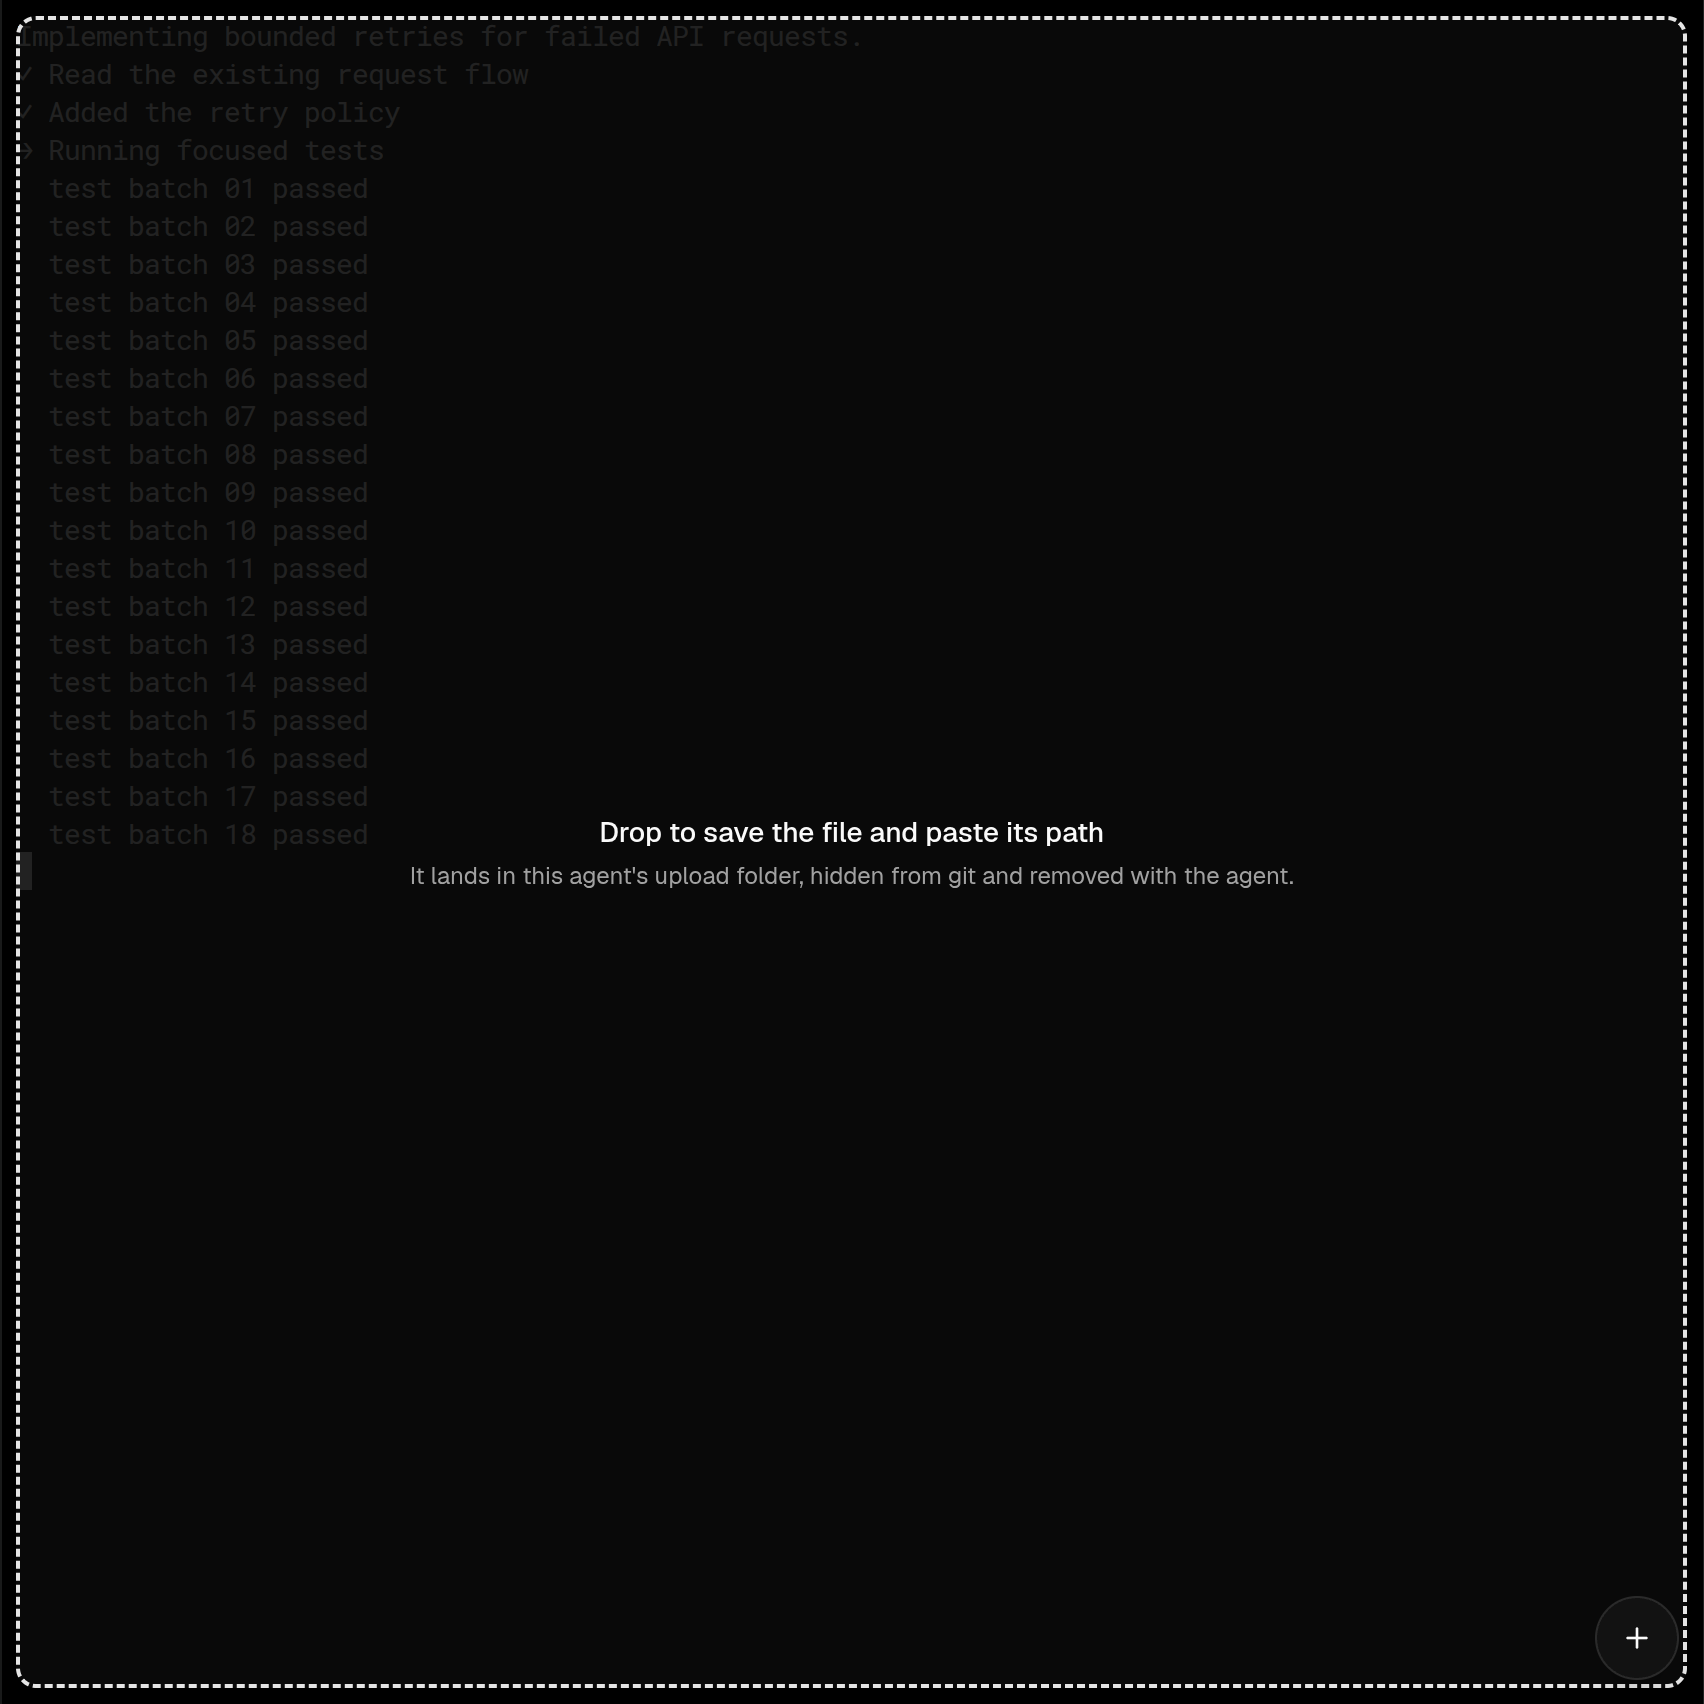 Implementing bounded retries for failed API requests.
✓ Read the existing request flow
✓ Added the retry policy
→ Running focused tests
test batch 01 passed
test batch 02 passed
test batch 03 passed
test batch 04 passed
test batch 05 passed
test batch 06 passed
test batch 07 passed
test batch 08 passed
test batch 09 passed
test batch 10 passed
test batch 11 passed
test batch 12 passed
test batch 13 passed
test batch 14 passed
test batch 15 passed
test batch 16 passed
test batch 17 passed
test batch 18 passed
Drop to save the file and paste its path
It lands in this agent's upload folder, hidden from git and removed with the agent.